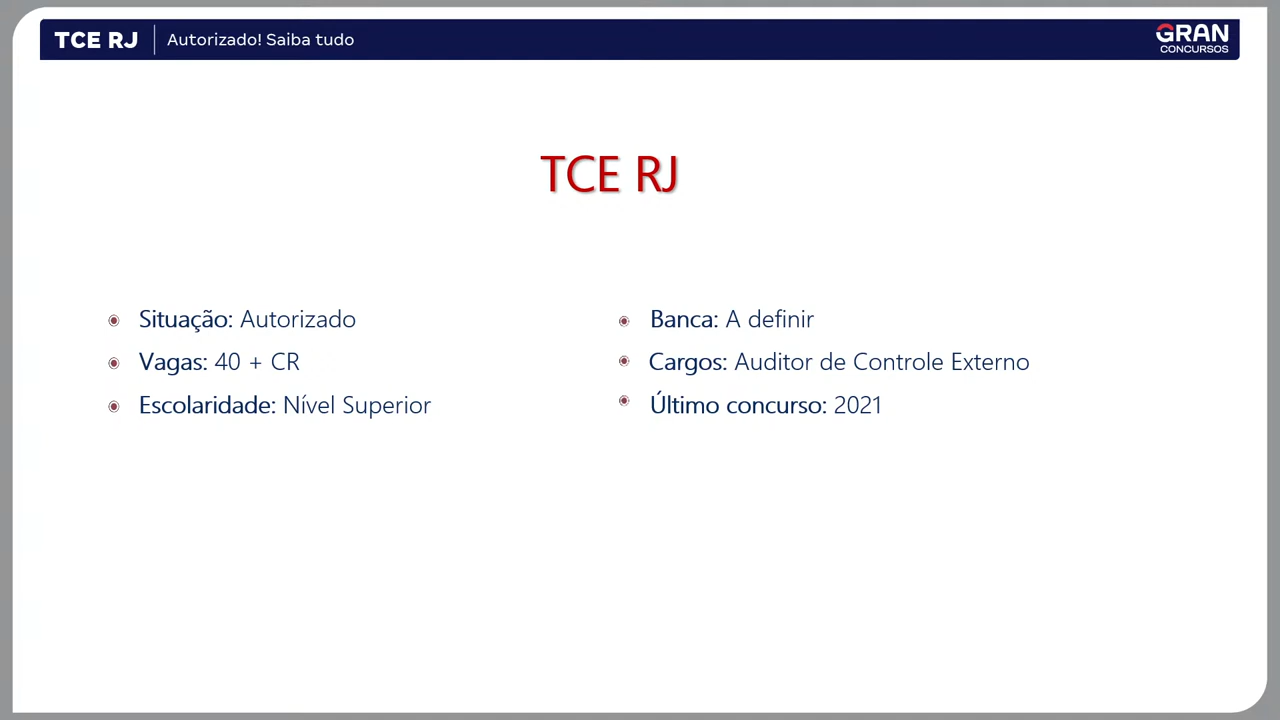 TCE RJ | Autorizado! Saiba tudo
GRAN
CONCURSOS
TCE RJ
Situação: Autorizado
Vagas: 40 + CR
Escolaridade: Nível Superior
Banca: A definir
Cargos: Auditor de Controle Externo
Último concurso: 2021